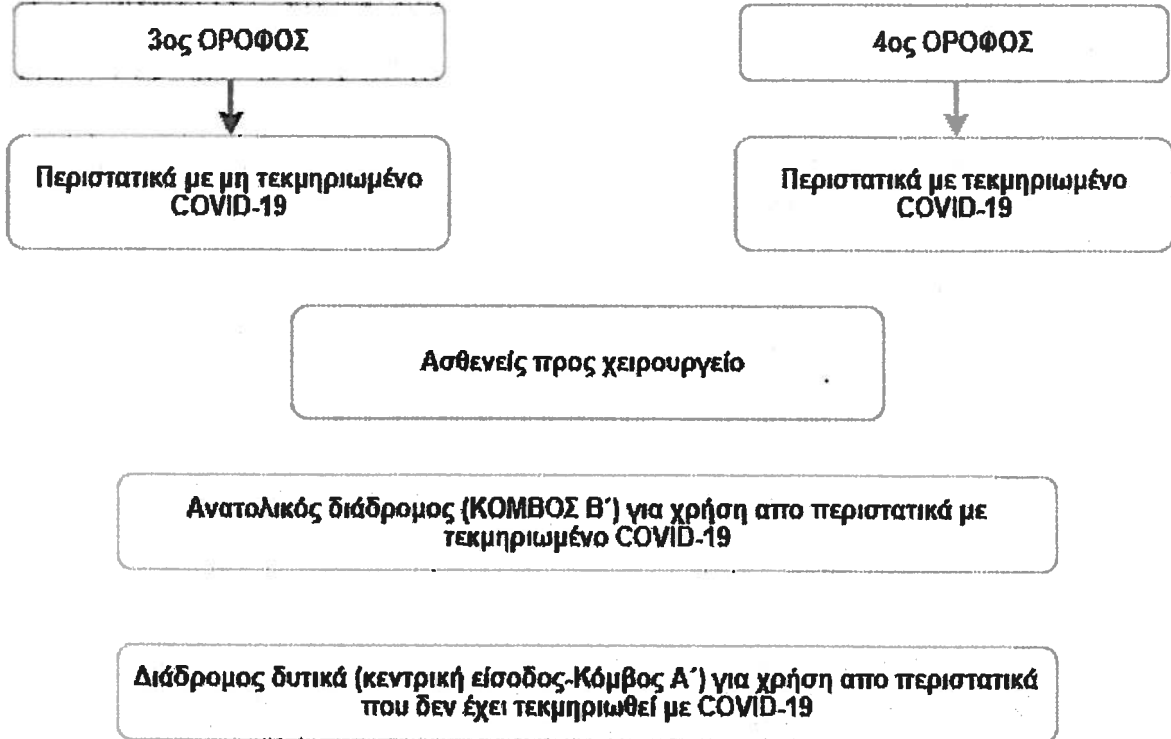 3ος ΟΡΟΦΟΣ
4ος ΟΡΟΦΟΣ
Περιστατικά με μη τεκμηριωμένο
COVID-19
Περιστατικά με τεκμηριωμένο
COVID-19
Ασθενείς προς χειρουργείο
Ανατολικός διάδρομος (ΚΟΜΒΟΣ Β΄) για χρήση απο περιστατικά με
τεκμηριωμένο COVID-19
Διάδρομος δυτικά (κεντρική είσοδος-Κόμβος Α΄) για χρήση απο περιστατικά
που δεν έχει τεκμηριωθεί με COVID-19